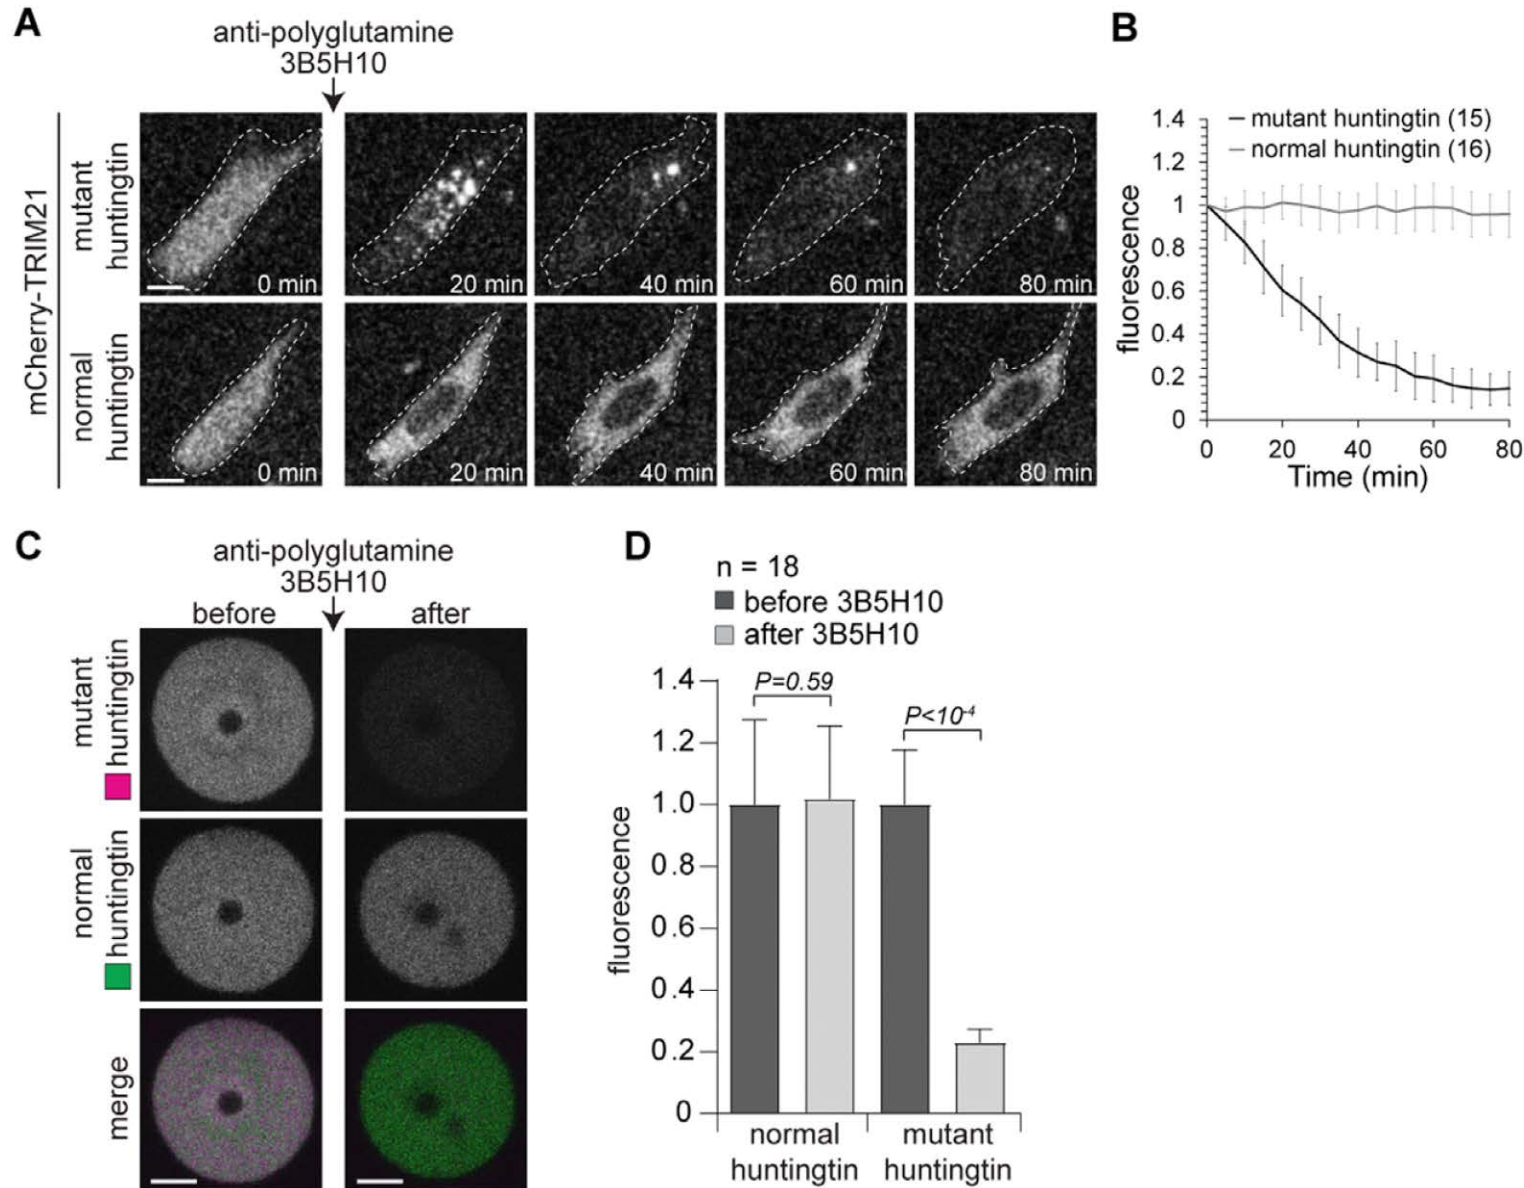 A
anti-polyglutamine
3B5H10
mCherry-TRIM21
mutant
huntingtin
0 min
20 min
40 min
60 min
80 min
normal
huntingtin
0 min
20 min
40 min
60 min
80 min
B
fluorescence
1.4
1.2
1
0.8
0.6
0.4
0.2
0
mutant huntingtin (15)
normal huntingtin (16)
0 20 40 60 80
Time (min)
C
anti-polyglutamine
3B5H10
before after
mutant
huntingtin
normal
huntingtin
merge
D
n = 18
before 3B5H10
after 3B5H10
fluorescence
1.4
1.2
1.0
0.8
0.6
0.4
0.2
0
P=0.59
P<10-4
normal
huntingtin
mutant
huntingtin